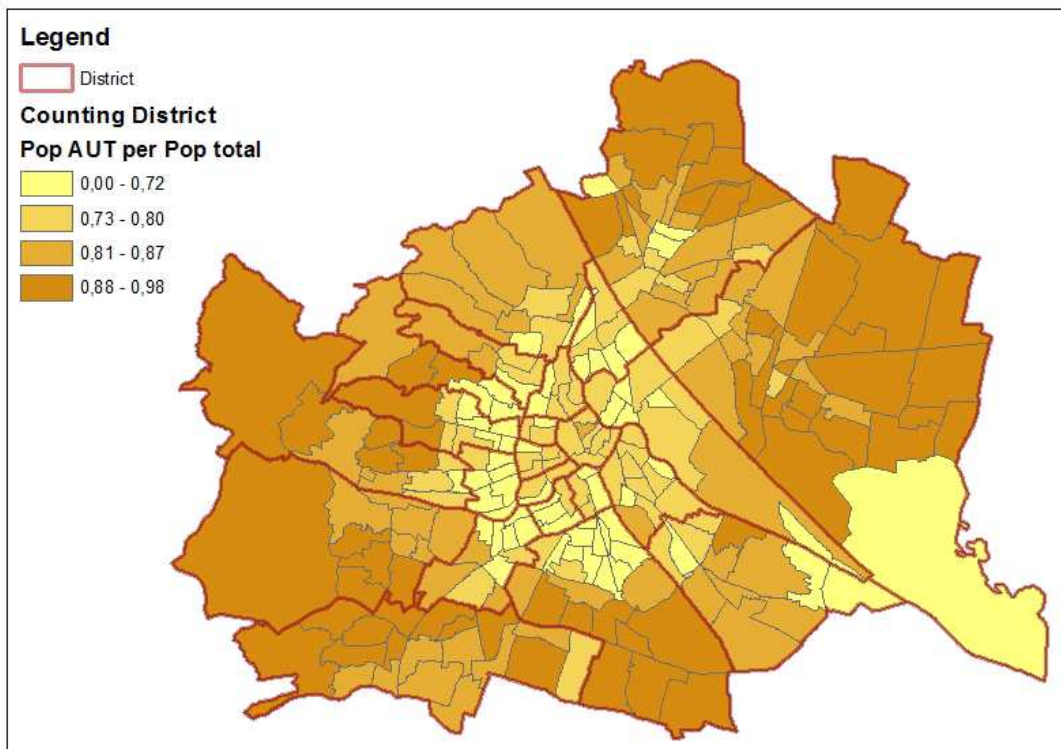 Legend
District
Counting District
Pop AUT per Pop total
0,00 - 0,72
0,73 - 0,80
0,81 - 0,87
0,88 - 0,98